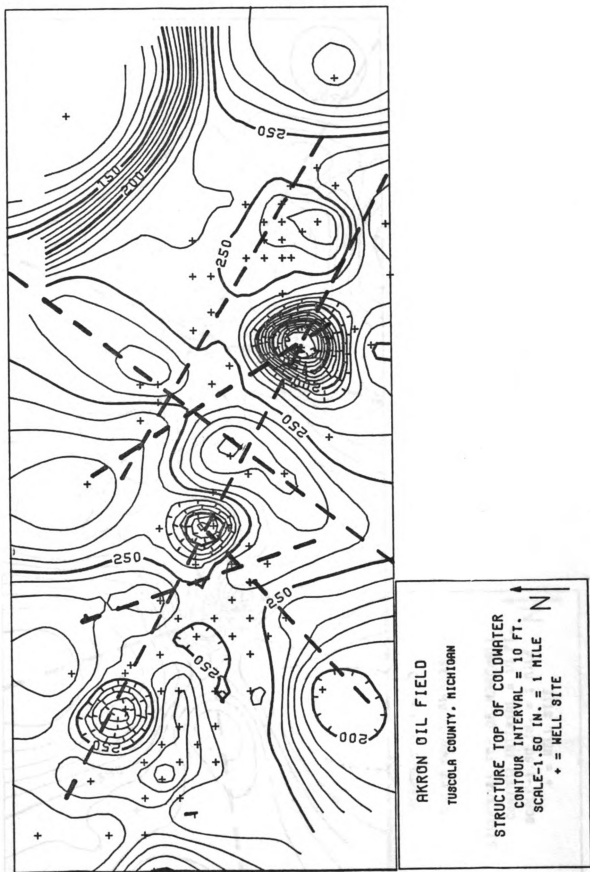 250
150
200
250
200
250
250
250
250
250
200
AKRON OIL FIELD
TUSCOLA COUNTY, MICHIGAN
STRUCTURE TOP OF COLDWATER
CONTOUR INTERVAL = 10 FT.
SCALE-1.50 IN. = 1 MILE
+ = WELL SITE
N